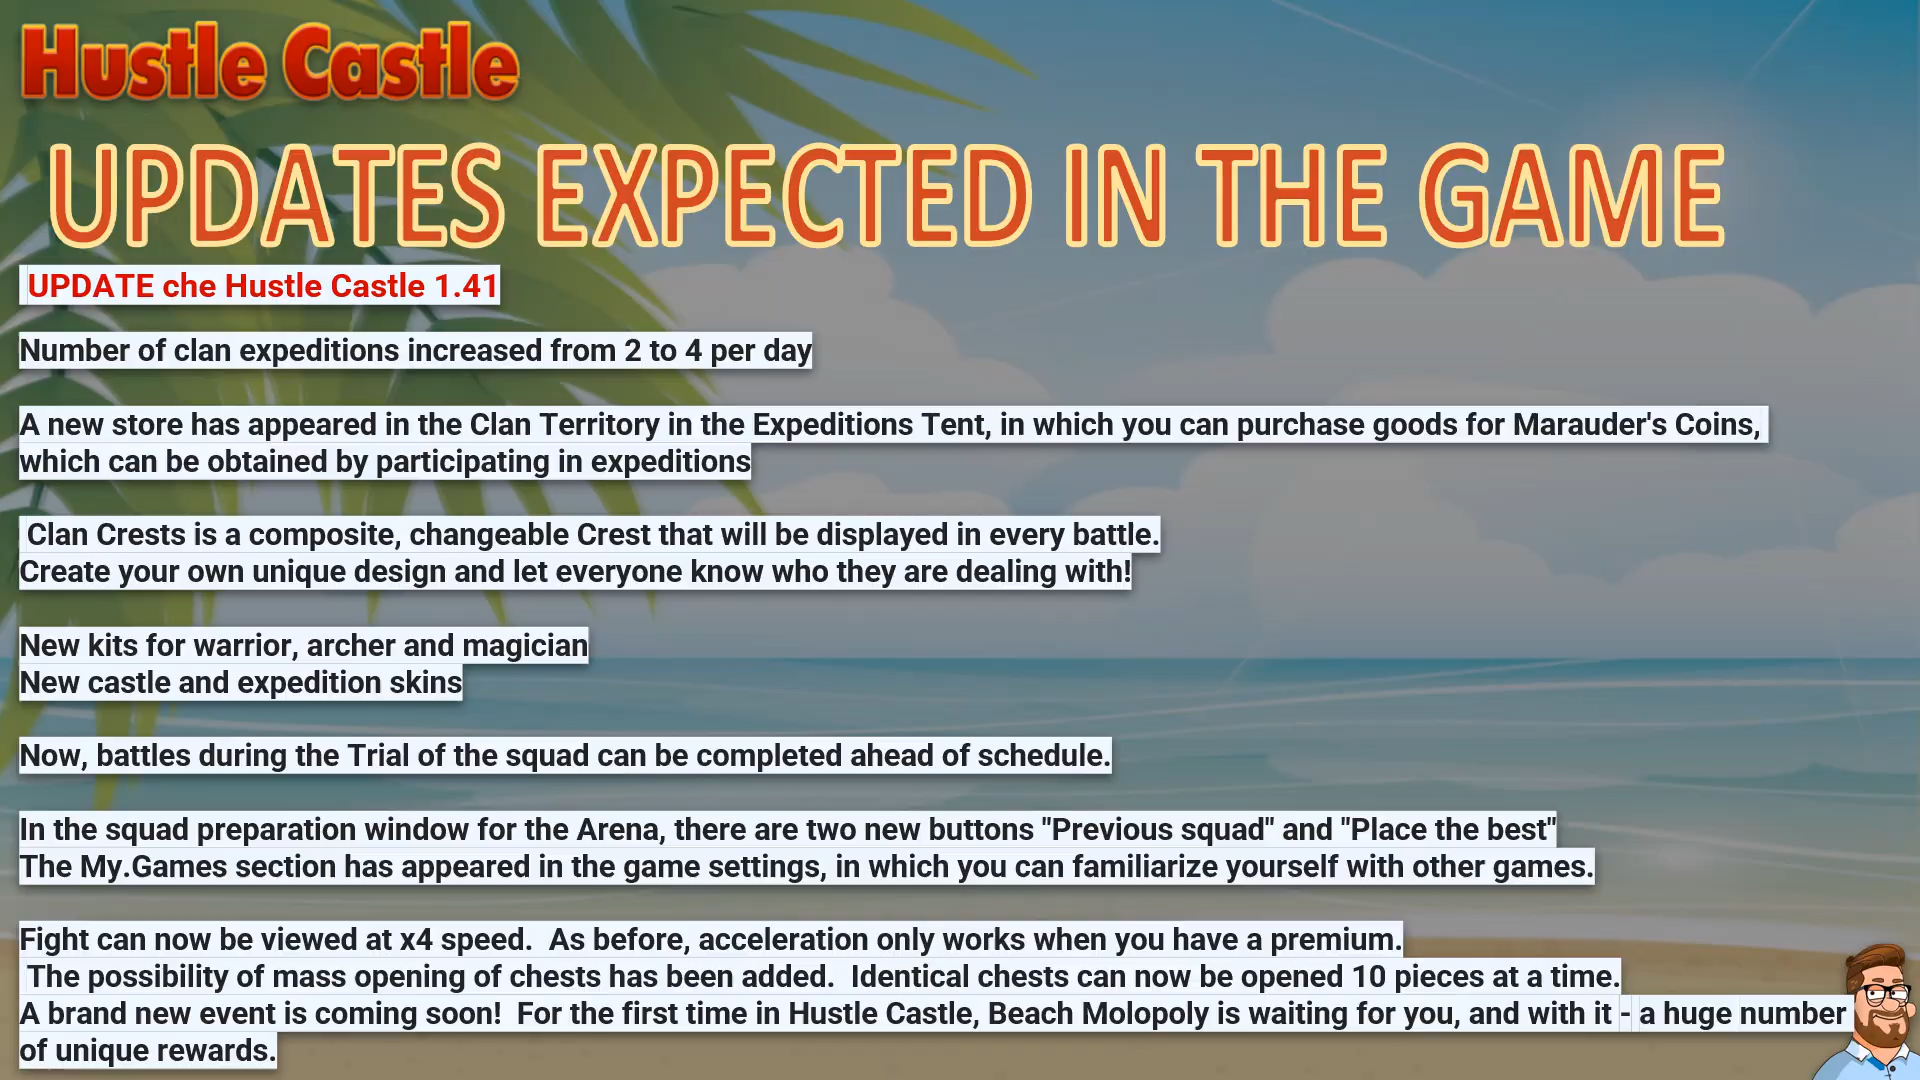 Hustle Castle
UPDATES EXPECTED IN THE GAME
UPDATE che Hustle Castle 1.41
Number of clan expeditions increased from 2 to 4 per day
A new store has appeared in the Clan Territory in the Expeditions Tent, in which you can purchase goods for Marauder's Coins,
which can be obtained by participating in expeditions
Clan Crests is a composite, changeable Crest that will be displayed in every battle.
Create your own unique design and let everyone know who they are dealing with!
New kits for warrior, archer and magician
New castle and expedition skins
Now, battles during the Trial of the squad can be completed ahead of schedule.
In the squad preparation window for the Arena, there are two new buttons "Previous squad" and "Place the best"
The My.Games section has appeared in the game settings, in which you can familiarize yourself with other games.
Fight can now be viewed at x4 speed.  As before, acceleration only works when you have a premium.
The possibility of mass opening of chests has been added.  Identical chests can now be opened 10 pieces at a time.
A brand new event is coming soon!  For the first time in Hustle Castle, Beach Molopoly is waiting for you, and with it - a huge number
of unique rewards.